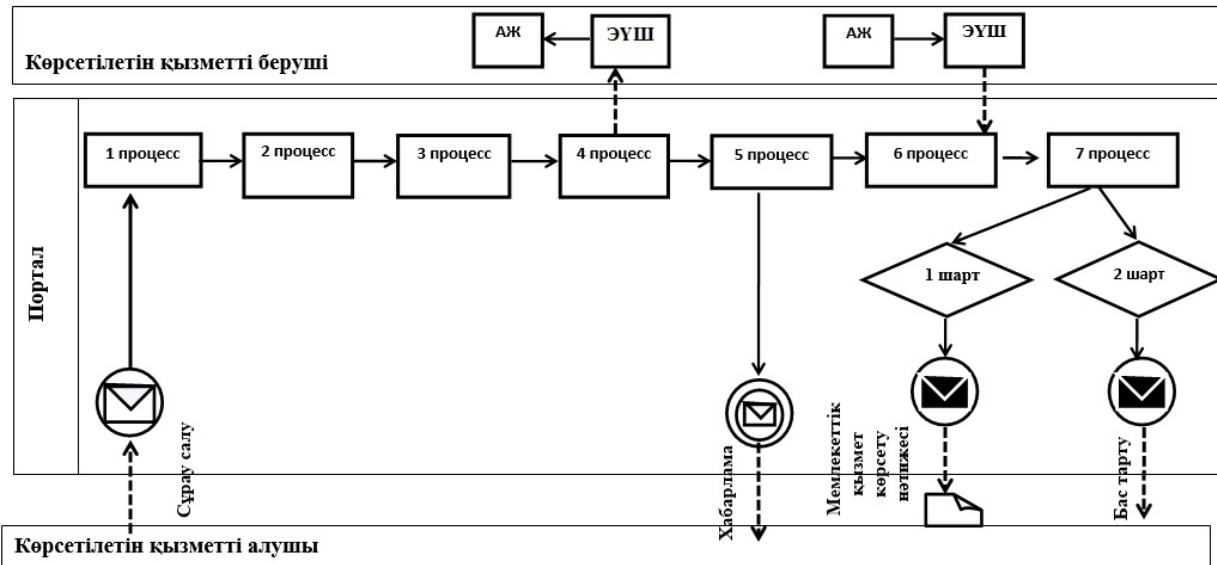 АЖ
ЭҮШ
АЖ
ЭҮШ
Көрсетілетін қызметті беруші
Портал
1 процесс
2 процесс
3 процесс
4 процесс
5 процесс
6 процесс
7 процесс
1 шарт
2 шарт
Сұрау салу
Хабарлама
Мемлекеттік
қызмет
көрсету
нәтижесі
Бас тарту
Көрсетілетін қызметті алушы